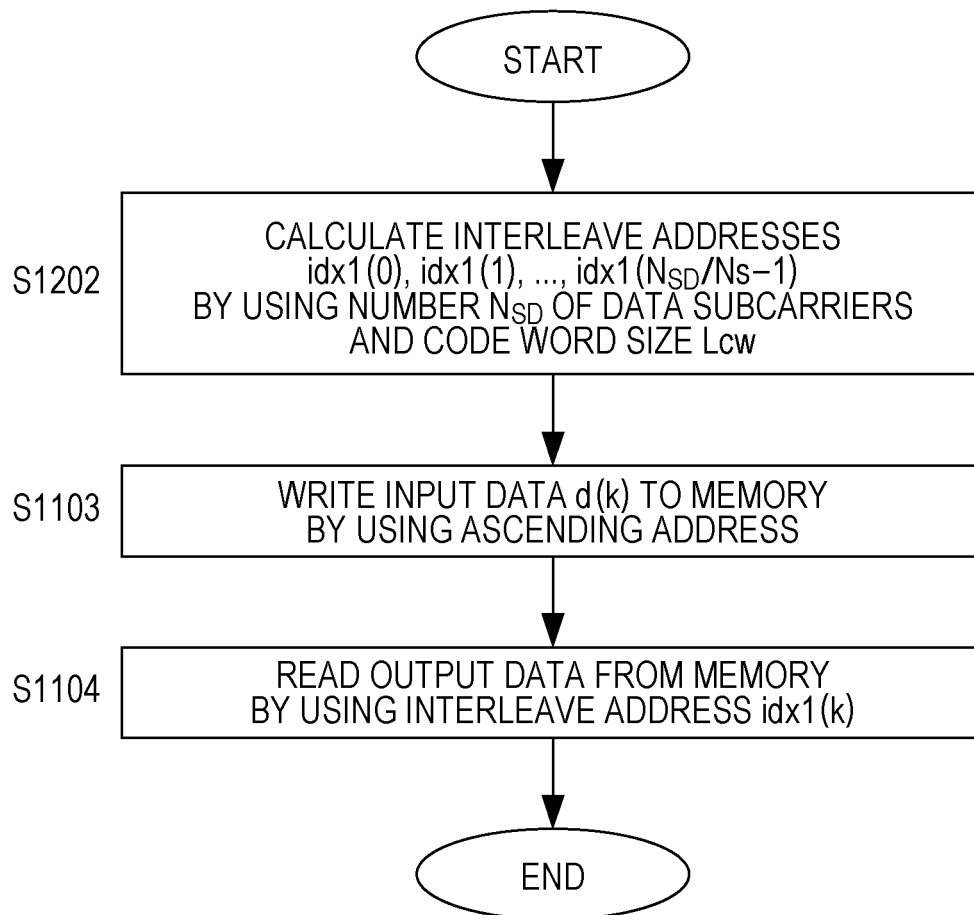 START
S1202
CALCULATE INTERLEAVE ADDRESSES
idx1(0), idx1(1), ..., idx1(N_SD/Ns−1)
BY USING NUMBER N_SD OF DATA SUBCARRIERS
AND CODE WORD SIZE Lcw
S1103
WRITE INPUT DATA d(k) TO MEMORY
BY USING ASCENDING ADDRESS
S1104
READ OUTPUT DATA FROM MEMORY
BY USING INTERLEAVE ADDRESS idx1(k)
END